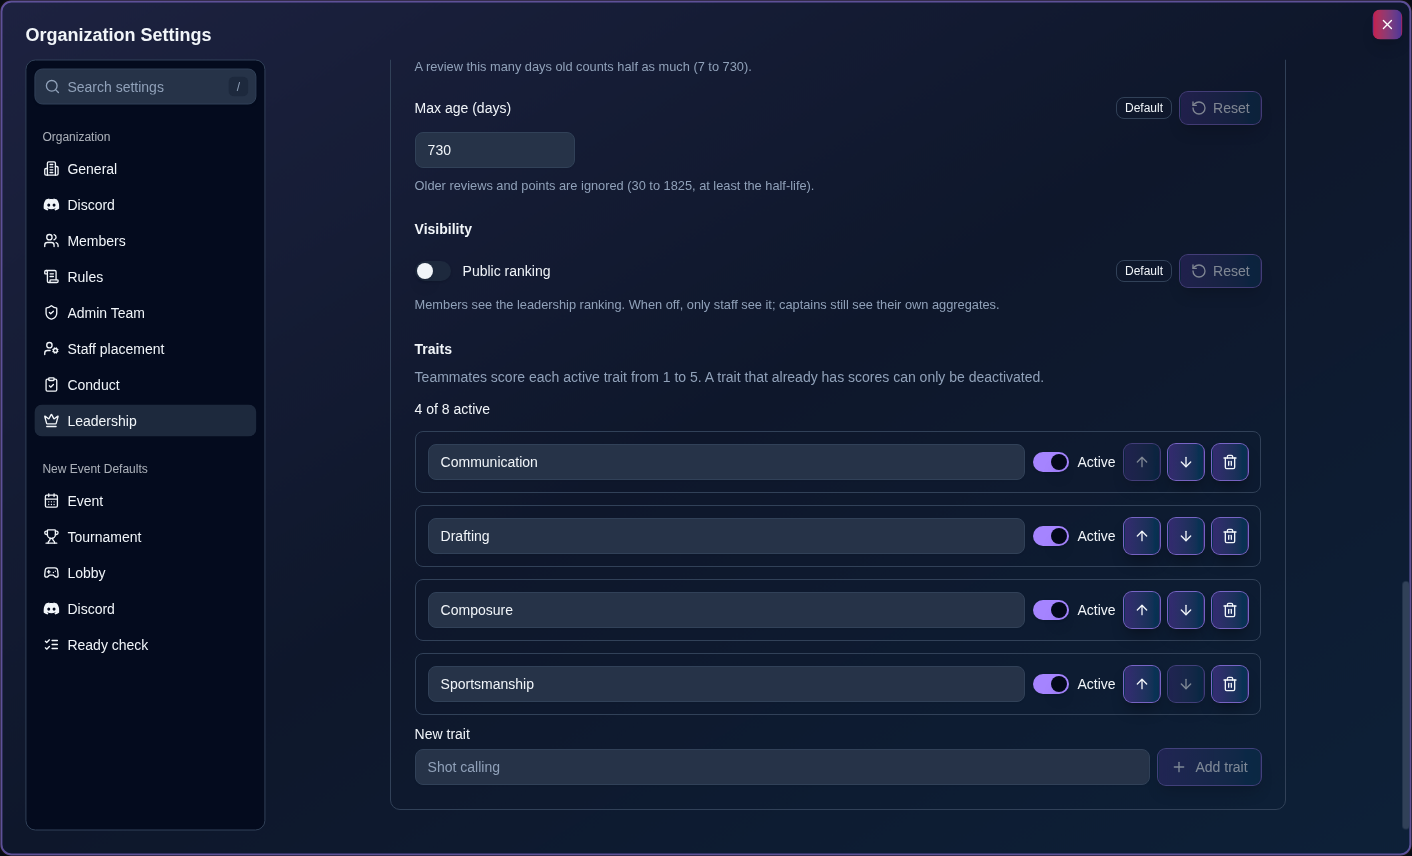 Organization Settings
Search settings
/
Organization
General
Discord
Members
Rules
Admin Team
Staff placement
Conduct
Leadership
New Event Defaults
Event
Tournament
Lobby
Discord
Ready check
A review this many days old counts half as much (7 to 730).
Max age (days)
Default
Reset
730
Older reviews and points are ignored (30 to 1825, at least the half-life).
Visibility
Public ranking
Default
Reset
Members see the leadership ranking. When off, only staff see it; captains still see their own aggregates.
Traits
Teammates score each active trait from 1 to 5. A trait that already has scores can only be deactivated.
4 of 8 active
Communication
Active
Drafting
Active
Composure
Active
Sportsmanship
Active
New trait
Shot calling
Add trait